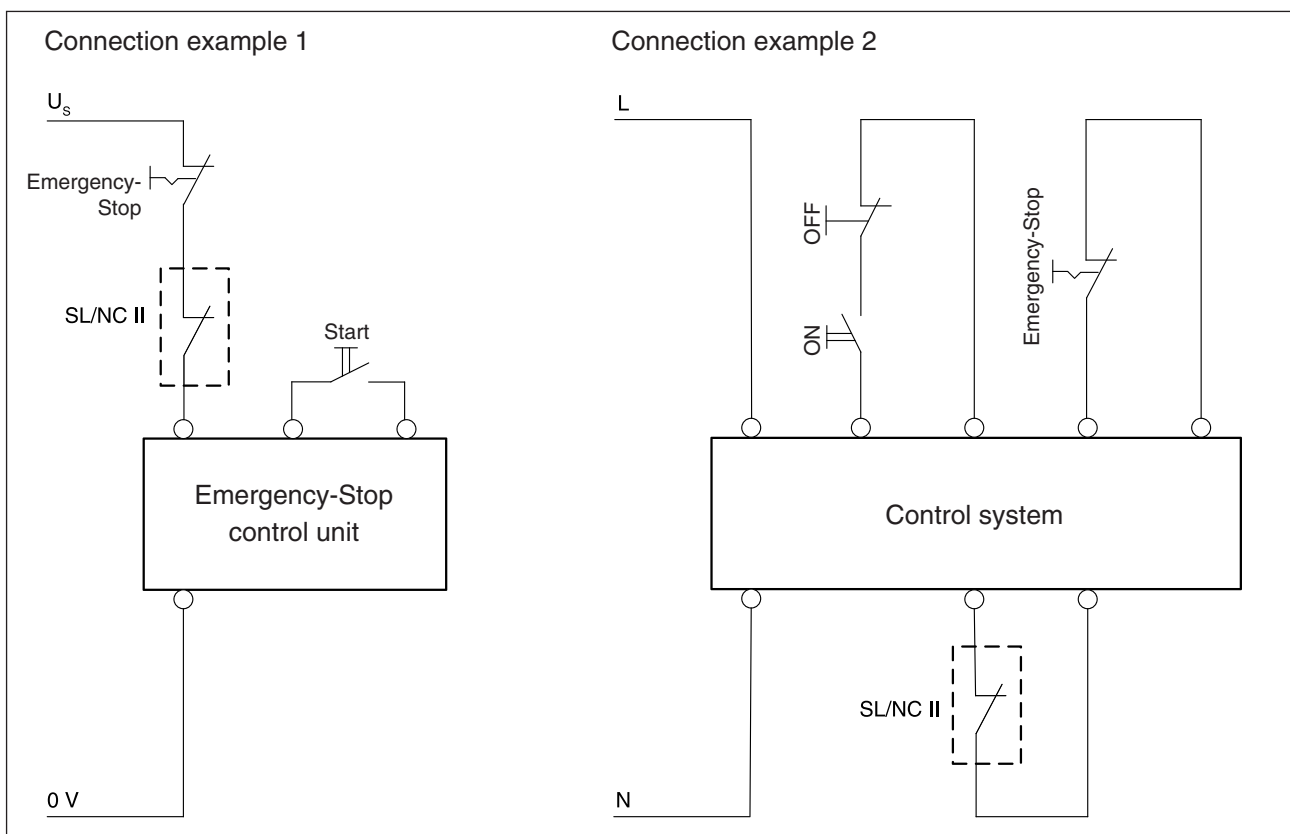 Connection example 1
U_S
Emergency-
Stop
SL/NC II
Start
Emergency-Stop
control unit
0 V
Connection example 2
L
OFF
ON
Emergency-Stop
Control system
SL/NC II
N